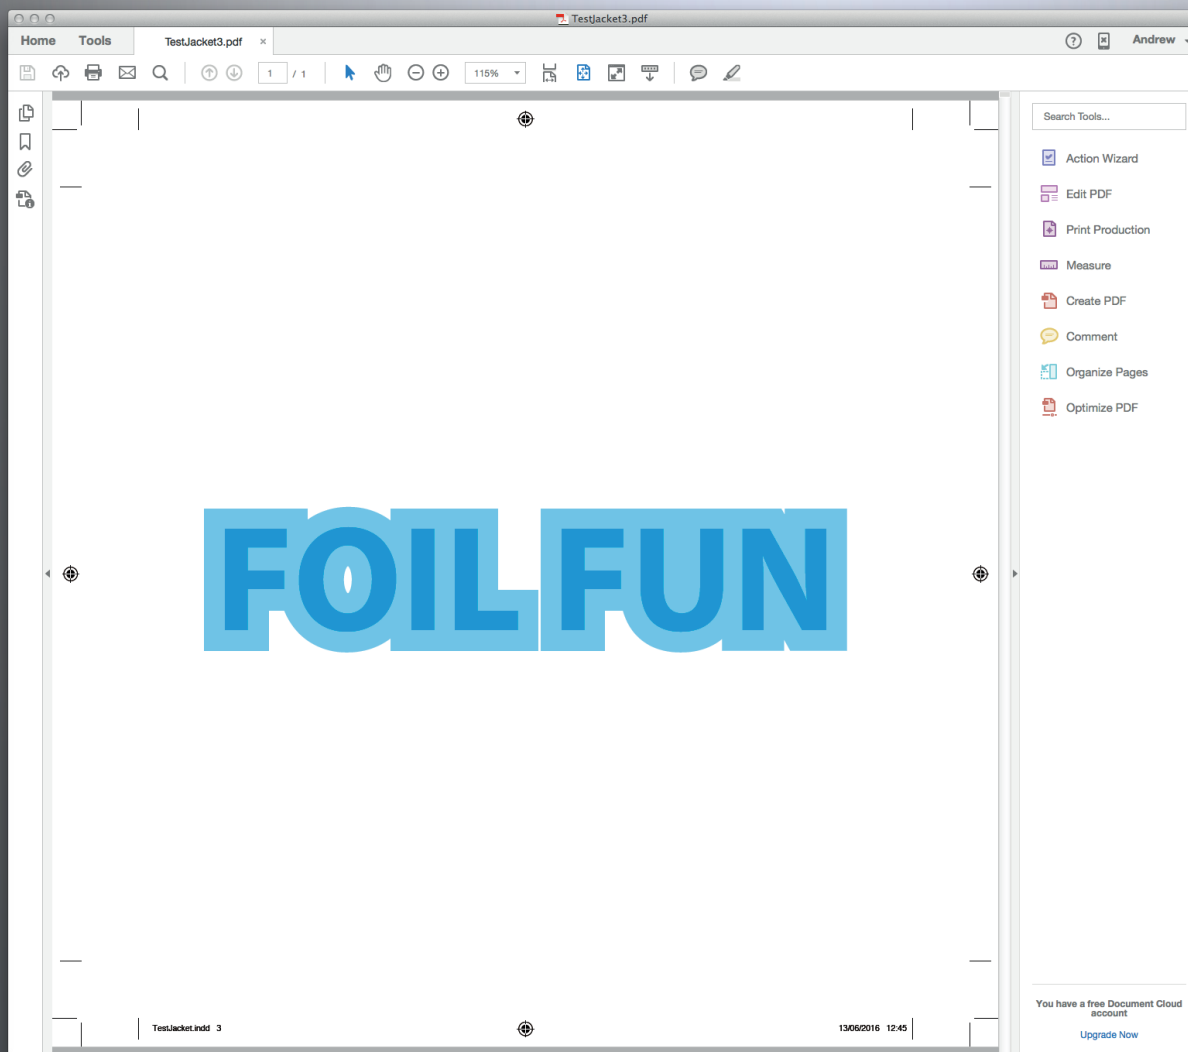 TestJacket3.pdf
Home Tools TestJacket3.pdf × Andrew
1 / 1 115%
Search Tools...
Action Wizard
Edit PDF
Print Production
Measure
Create PDF
Comment
Organize Pages
Optimize PDF
FOIL FUN
You have a free Document Cloud
account
Upgrade Now
TestJacket.indd 3 13/06/2016 12:45